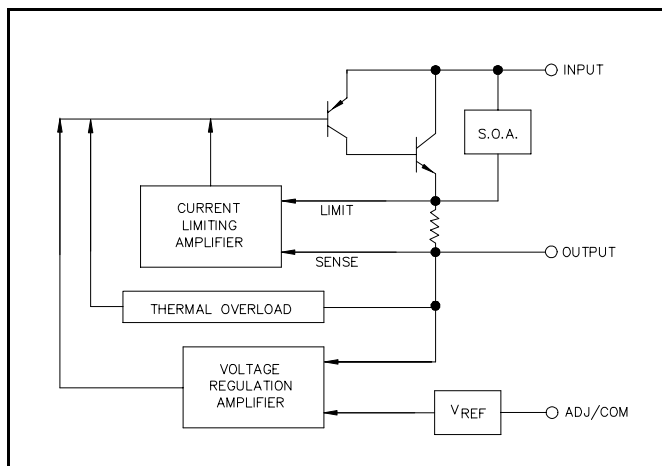 INPUT
S.O.A.
CURRENT
LIMITING
AMPLIFIER
LIMIT
SENSE
OUTPUT
THERMAL OVERLOAD
VOLTAGE
REGULATION
AMPLIFIER
VREF
ADJ/COM